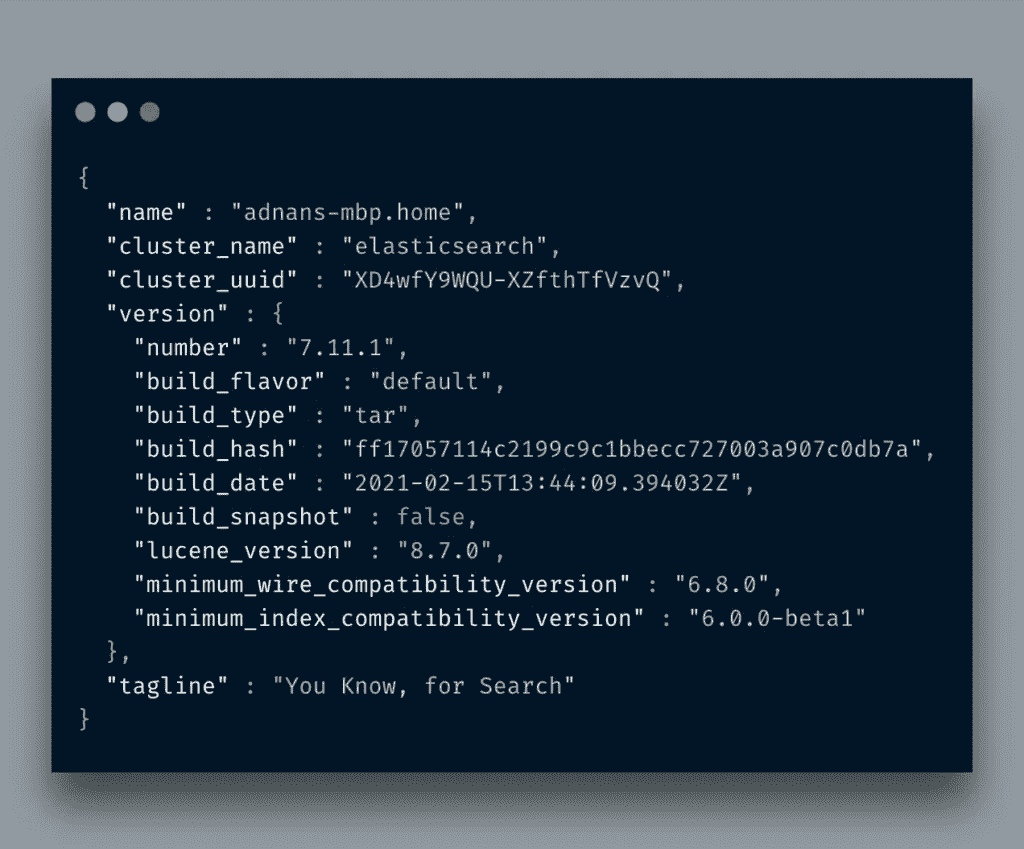 {
  "name" : "adnans-mbp.home",
  "cluster_name" : "elasticsearch",
  "cluster_uuid" : "XD4wfY9WQU-XZfthTfVzvQ",
  "version" : {
    "number" : "7.11.1",
    "build_flavor" : "default",
    "build_type" : "tar",
    "build_hash" : "ff17057114c2199c9c1bbecc727003a907c0db7a",
    "build_date" : "2021-02-15T13:44:09.394032Z",
    "build_snapshot" : false,
    "lucene_version" : "8.7.0",
    "minimum_wire_compatibility_version" : "6.8.0",
    "minimum_index_compatibility_version" : "6.0.0-beta1"
  },
  "tagline" : "You Know, for Search"
}